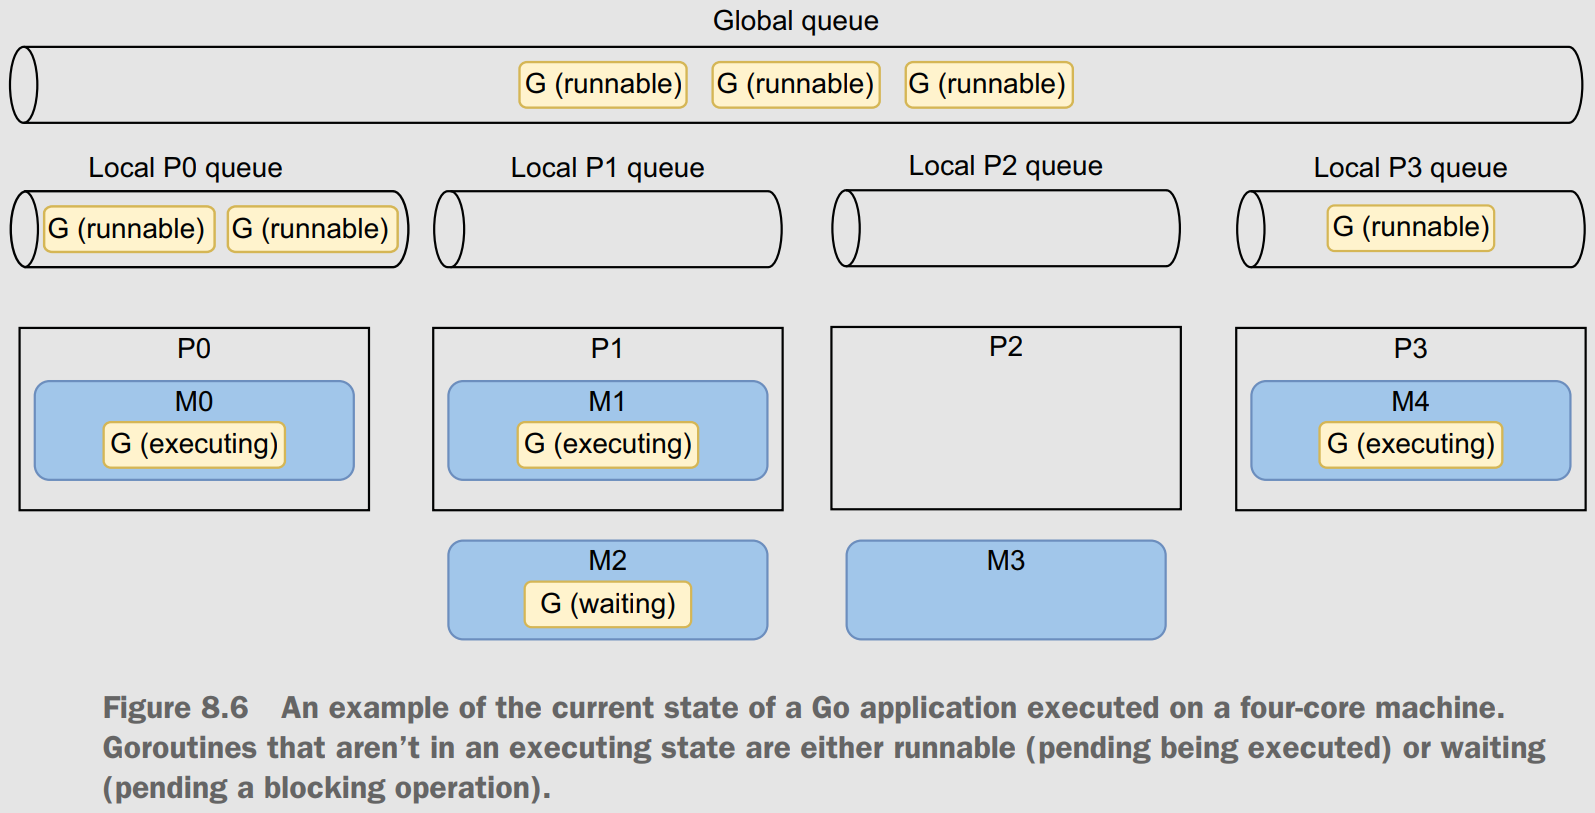 Global queue
G (runnable) G (runnable) G (runnable)
Local P0 queue Local P1 queue Local P2 queue Local P3 queue
G (runnable) G (runnable) G (runnable)
P0 P1 P2 P3
M0 M1 M4
G (executing) G (executing) G (executing)
M2 M3
G (waiting)
Figure 8.6 An example of the current state of a Go application executed on a four-core machine.
Goroutines that aren’t in an executing state are either runnable (pending being executed) or waiting
(pending a blocking operation).